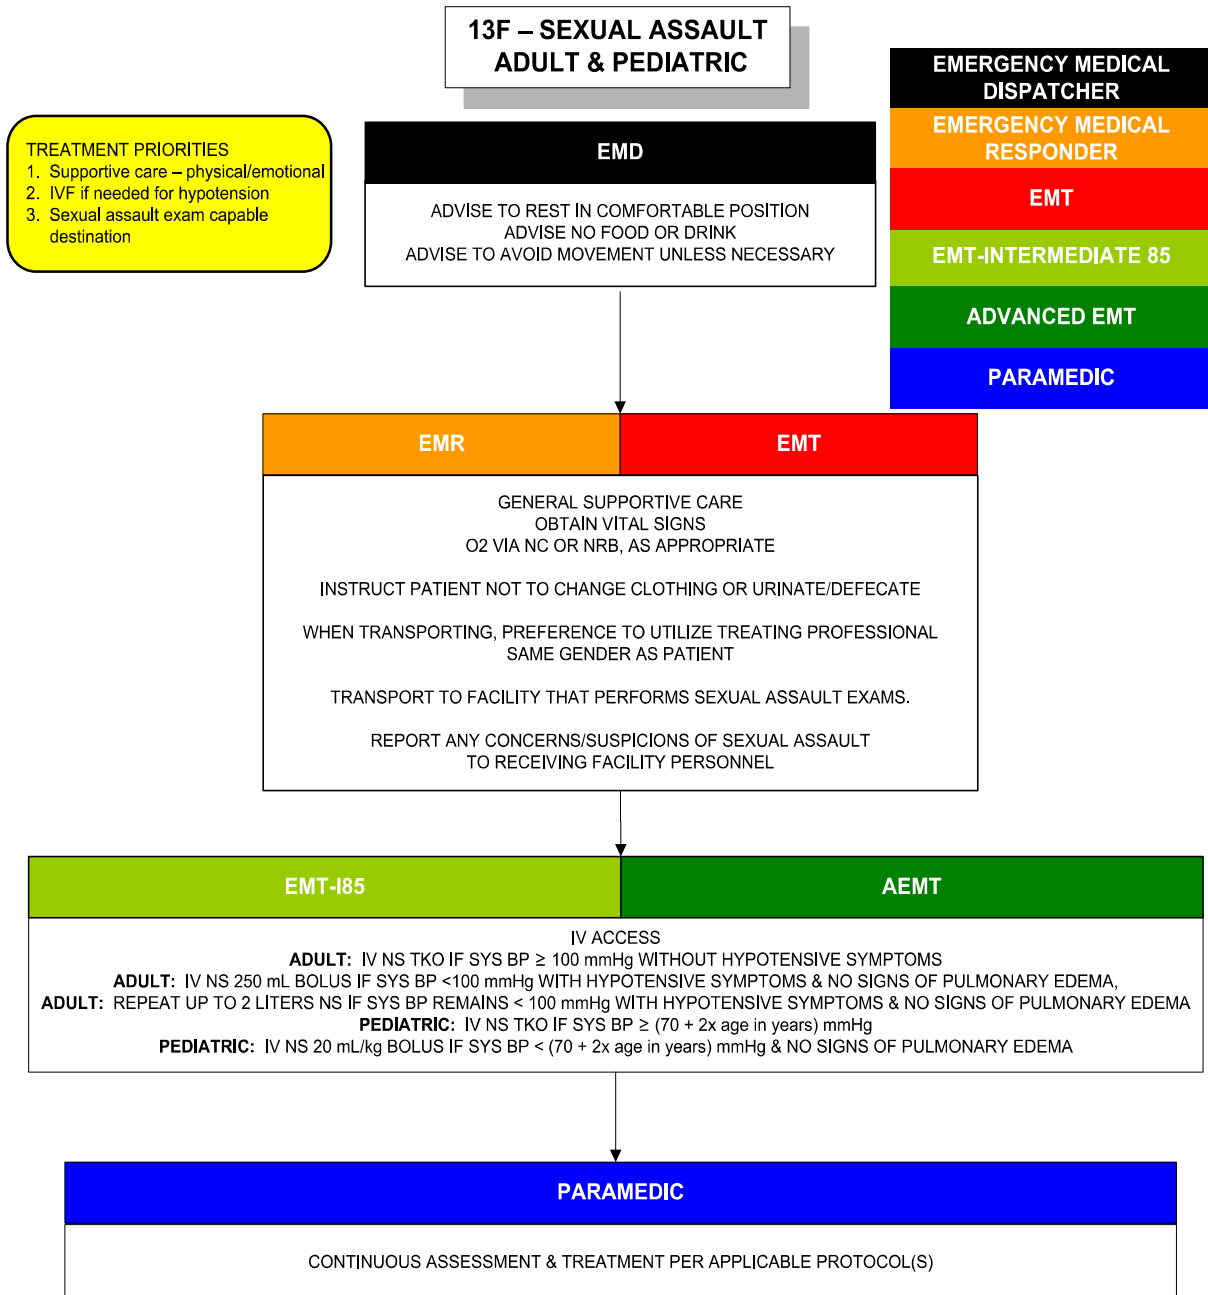 13F – SEXUAL ASSAULT
ADULT & PEDIATRIC
EMERGENCY MEDICAL
DISPATCHER
EMERGENCY MEDICAL
RESPONDER
EMT
EMT-INTERMEDIATE 85
ADVANCED EMT
PARAMEDIC
TREATMENT PRIORITIES
1. Supportive care – physical/emotional
2. IVF if needed for hypotension
3. Sexual assault exam capable
destination
EMD
ADVISE TO REST IN COMFORTABLE POSITION
ADVISE NO FOOD OR DRINK
ADVISE TO AVOID MOVEMENT UNLESS NECESSARY
EMR
EMT
GENERAL SUPPORTIVE CARE
OBTAIN VITAL SIGNS
O2 VIA NC OR NRB, AS APPROPRIATE
INSTRUCT PATIENT NOT TO CHANGE CLOTHING OR URINATE/DEFECATE
WHEN TRANSPORTING, PREFERENCE TO UTILIZE TREATING PROFESSIONAL
SAME GENDER AS PATIENT
TRANSPORT TO FACILITY THAT PERFORMS SEXUAL ASSAULT EXAMS.
REPORT ANY CONCERNS/SUSPICIONS OF SEXUAL ASSAULT
TO RECEIVING FACILITY PERSONNEL
EMT-I85
AEMT
IV ACCESS
ADULT: IV NS TKO IF SYS BP ≥ 100 mmHg WITHOUT HYPOTENSIVE SYMPTOMS
ADULT: IV NS 250 mL BOLUS IF SYS BP <100 mmHg WITH HYPOTENSIVE SYMPTOMS & NO SIGNS OF PULMONARY EDEMA,
ADULT: REPEAT UP TO 2 LITERS NS IF SYS BP REMAINS < 100 mmHg WITH HYPOTENSIVE SYMPTOMS & NO SIGNS OF PULMONARY EDEMA
PEDIATRIC: IV NS TKO IF SYS BP ≥ (70 + 2x age in years) mmHg
PEDIATRIC: IV NS 20 mL/kg BOLUS IF SYS BP < (70 + 2x age in years) mmHg & NO SIGNS OF PULMONARY EDEMA
PARAMEDIC
CONTINUOUS ASSESSMENT & TREATMENT PER APPLICABLE PROTOCOL(S)